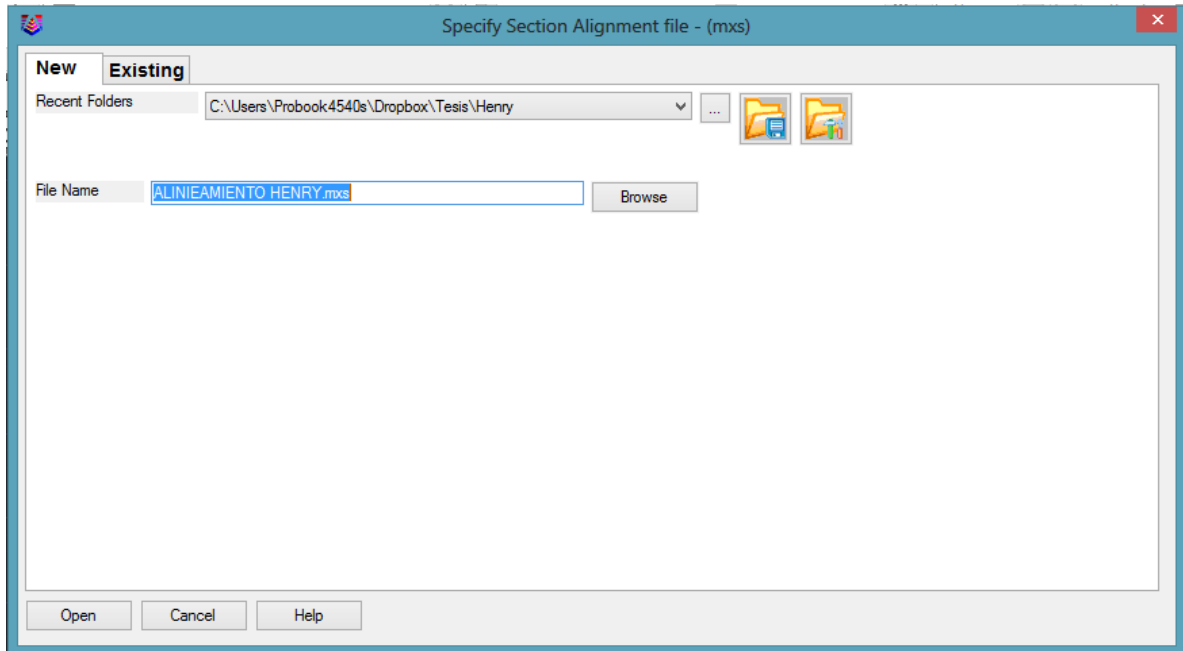 Specify Section Alignment file - (mxs)
New Existing
Recent Folders C:\Users\Probook4540s\Dropbox\Tesis\Henry ...
File Name ALINIEAMIENTO HENRY.mxs Browse
Open Cancel Help